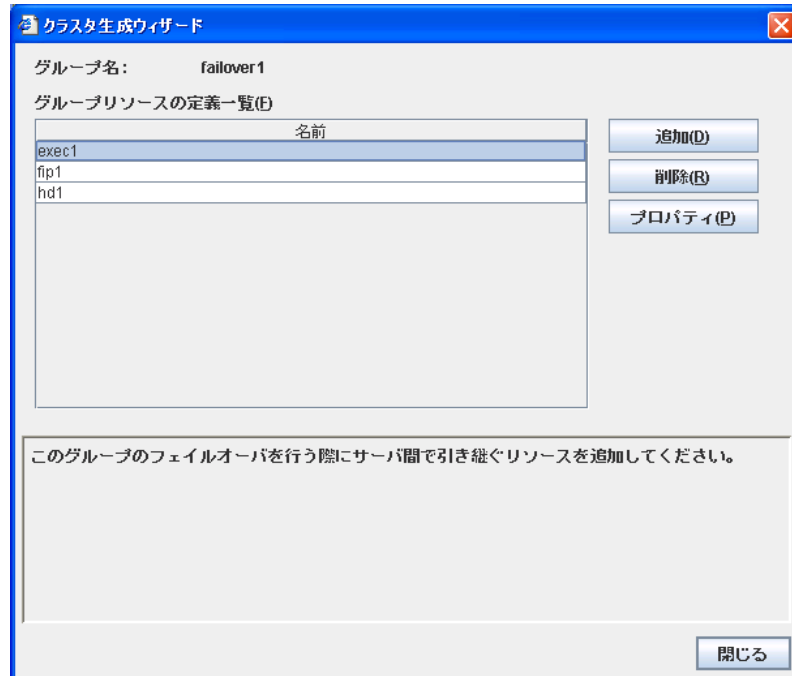 クラスタ生成ウィザード
グループ名: failover1
グループリソースの定義一覧(F)
名前
exec1
fip1
hd1
追加(D)
削除(R)
プロパティ(P)
このグループのフェイルオーバを行う際にサーバ間で引き継ぐリソースを追加してください。
閉じる